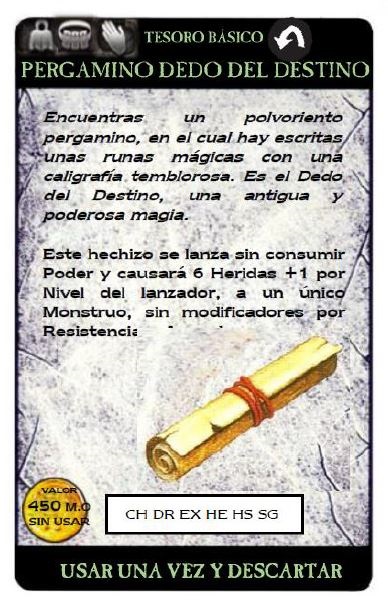 TESORO BÁSICO
PERGAMINO DEDO DEL DESTINO
Encuentras un polvoriento
pergamino, en el cual hay escritas
unas runas mágicas con una
caligrafía temblorosa. Es el Dedo
del Destino, una antigua y
poderosa magia.
Este hechizo se lanza sin consumir
Poder y causará 6 Heridas +1 por
Nivel del lanzador, a un único
Monstruo, sin modificadores por
Resistencia
VALOR
450 M.O
SIN USAR
CH DR EX HE HS SG
USAR UNA VEZ Y DESCARTAR